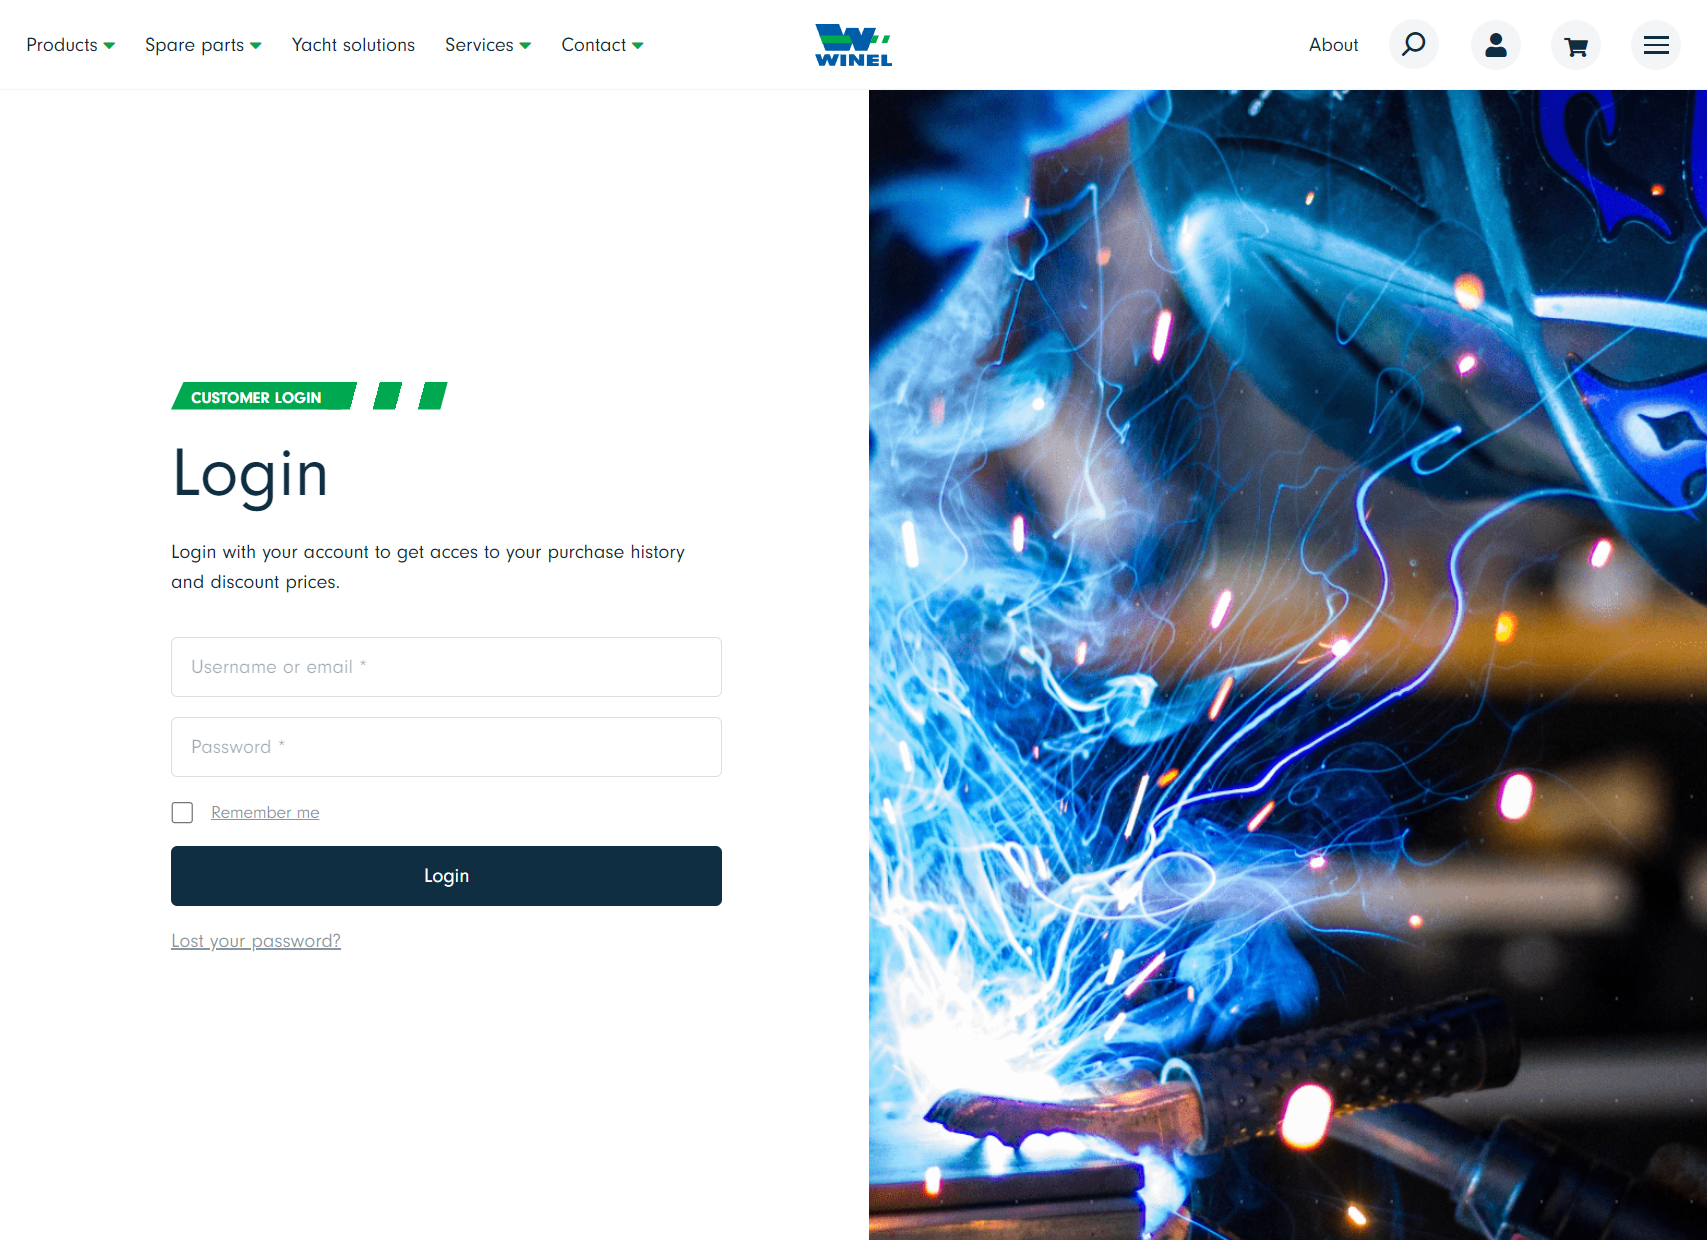 Products
Spare parts
Yacht solutions
Services
Contact
WINEL
About
CUSTOMER LOGIN
Login
Login with your account to get acces to your purchase history
and discount prices.
Username or email *
Password *
Remember me
Login
Lost your password?